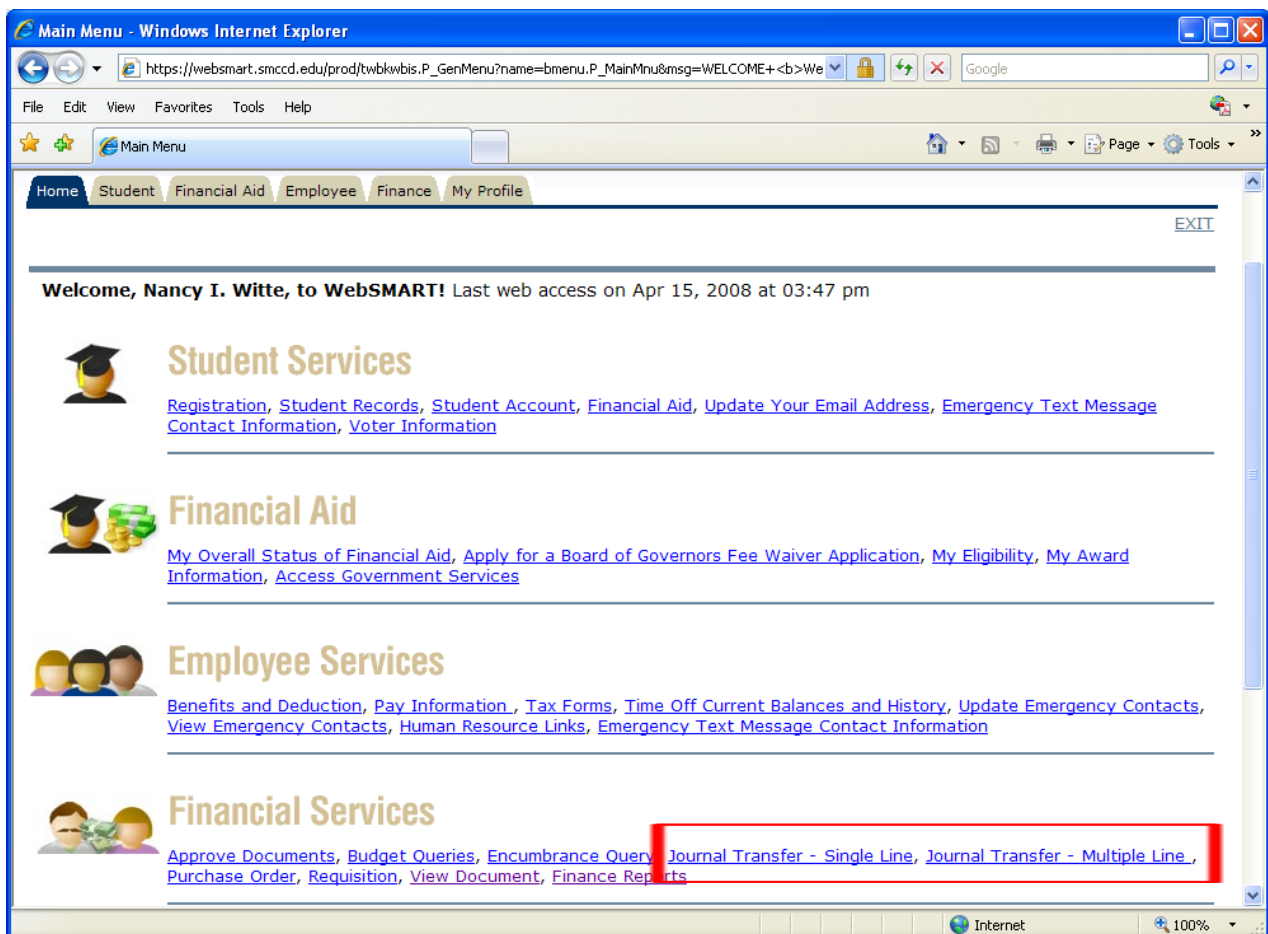 Main Menu - Windows Internet Explorer
https://websmart.smccd.edu/prod/twbkwbis.P_GenMenu?name=bmenu.P_MainMnu&msg=WELCOME+<b>We
Google
File Edit View Favorites Tools Help
Main Menu
Page Tools »
Home Student Financial Aid Employee Finance My Profile
EXIT
Welcome, Nancy I. Witte, to WebSMART! Last web access on Apr 15, 2008 at 03:47 pm
Student Services
Registration, Student Records, Student Account, Financial Aid, Update Your Email Address, Emergency Text Message
Contact Information, Voter Information
Financial Aid
My Overall Status of Financial Aid, Apply for a Board of Governors Fee Waiver Application, My Eligibility, My Award
Information, Access Government Services
Employee Services
Benefits and Deduction, Pay Information , Tax Forms, Time Off Current Balances and History, Update Emergency Contacts,
View Emergency Contacts, Human Resource Links, Emergency Text Message Contact Information
Financial Services
Approve Documents, Budget Queries, Encumbrance Query, Journal Transfer - Single Line, Journal Transfer - Multiple Line ,
Purchase Order, Requisition, View Document, Finance Reports
Internet
100%